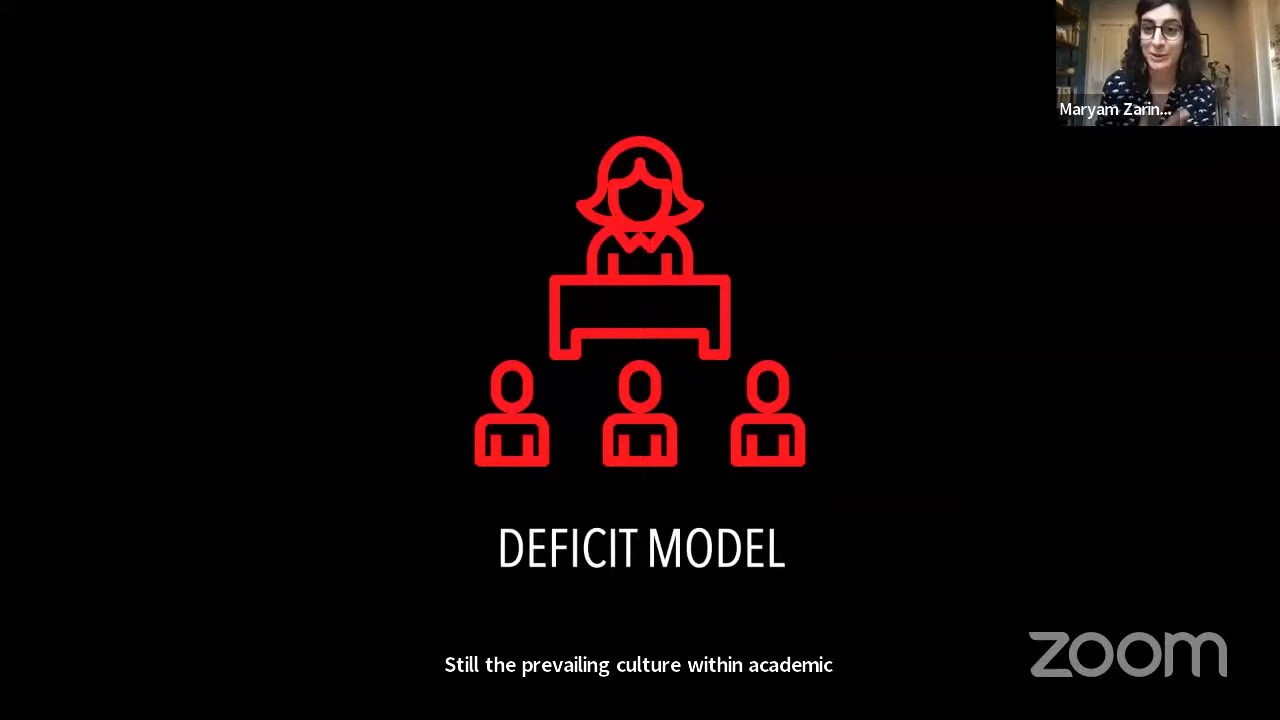 Maryam Zarin...
DEFICIT MODEL
Still the prevailing culture within academic
zoom